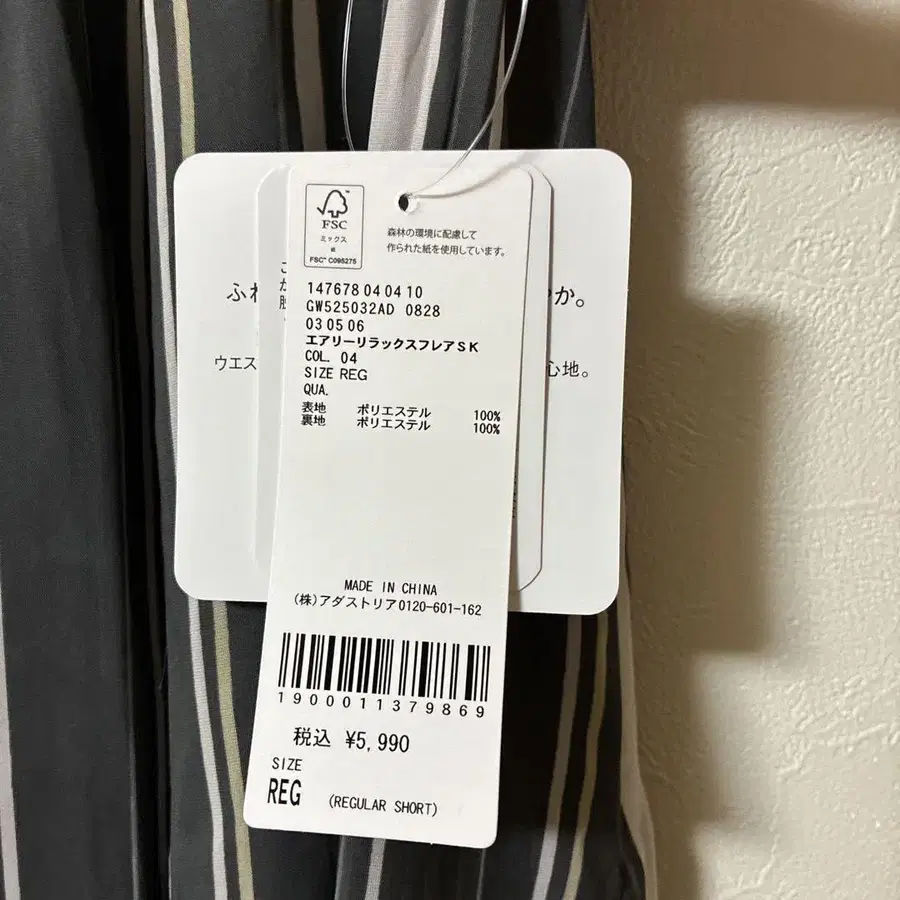 FSC
ミックス
紙
FSC® C095275
森林の環境に配慮して
作られた紙を使用しています。
147678 04 04 10
GW525032AD 0828
03 05 06
エアリーリラックスフレアSK
COL. 04
SIZE REG
QUA.
表地 ポリエステル 100%
裏地 ポリエステル 100%
MADE IN CHINA
(株)アダストリア0120-601-162
1900011379869
税込 ¥5,990
SIZE
REG (REGULAR SHORT)
ふわ
か。
ウエス
心地。